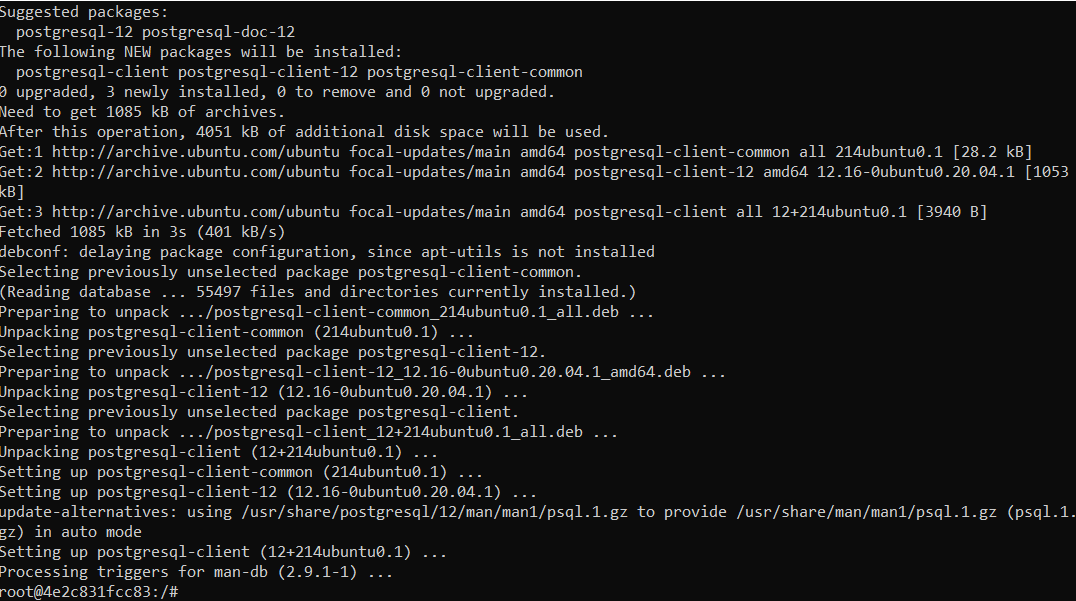 Suggested packages:
  postgresql-12 postgresql-doc-12
The following NEW packages will be installed:
  postgresql-client postgresql-client-12 postgresql-client-common
0 upgraded, 3 newly installed, 0 to remove and 0 not upgraded.
Need to get 1085 kB of archives.
After this operation, 4051 kB of additional disk space will be used.
Get:1 http://archive.ubuntu.com/ubuntu focal-updates/main amd64 postgresql-client-common all 214ubuntu0.1 [28.2 kB]
Get:2 http://archive.ubuntu.com/ubuntu focal-updates/main amd64 postgresql-client-12 amd64 12.16-0ubuntu0.20.04.1 [1053
kB]
Get:3 http://archive.ubuntu.com/ubuntu focal-updates/main amd64 postgresql-client all 12+214ubuntu0.1 [3940 B]
Fetched 1085 kB in 3s (401 kB/s)
debconf: delaying package configuration, since apt-utils is not installed
Selecting previously unselected package postgresql-client-common.
(Reading database ... 55497 files and directories currently installed.)
Preparing to unpack .../postgresql-client-common_214ubuntu0.1_all.deb ...
Unpacking postgresql-client-common (214ubuntu0.1) ...
Selecting previously unselected package postgresql-client-12.
Preparing to unpack .../postgresql-client-12_12.16-0ubuntu0.20.04.1_amd64.deb ...
Unpacking postgresql-client-12 (12.16-0ubuntu0.20.04.1) ...
Selecting previously unselected package postgresql-client.
Preparing to unpack .../postgresql-client_12+214ubuntu0.1_all.deb ...
Unpacking postgresql-client (12+214ubuntu0.1) ...
Setting up postgresql-client-common (214ubuntu0.1) ...
Setting up postgresql-client-12 (12.16-0ubuntu0.20.04.1) ...
update-alternatives: using /usr/share/postgresql/12/man/man1/psql.1.gz to provide /usr/share/man/man1/psql.1.gz (psql.1.
gz) in auto mode
Setting up postgresql-client (12+214ubuntu0.1) ...
Processing triggers for man-db (2.9.1-1) ...
root@4e2c831fcc83:/#